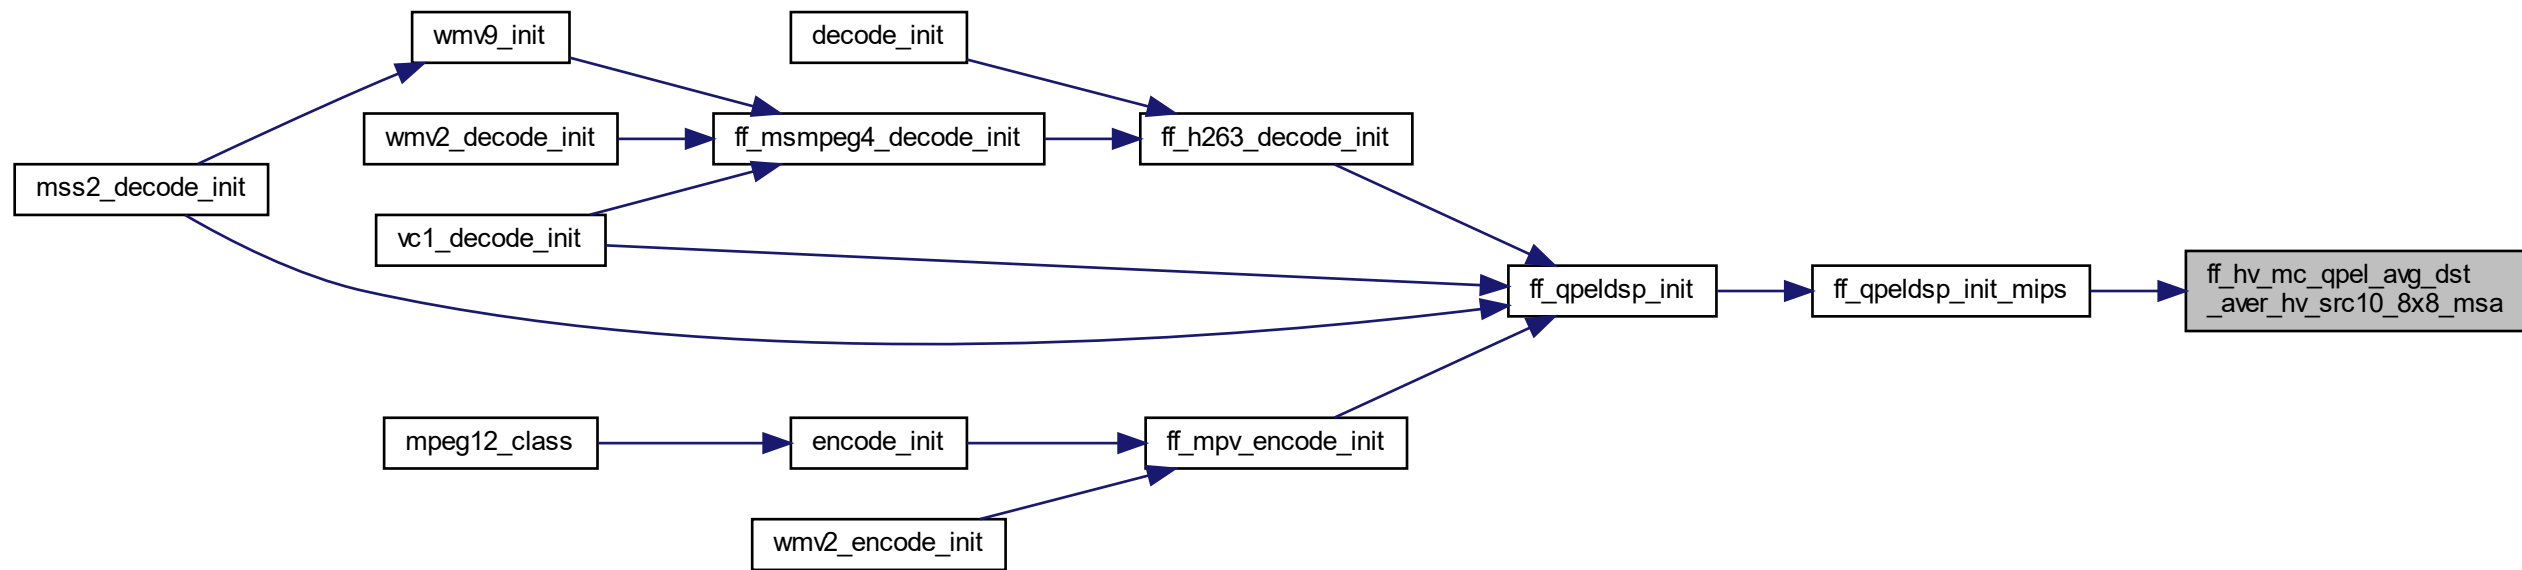 wmv9_init
decode_init
wmv2_decode_init
ff_msmpeg4_decode_init
ff_h263_decode_init
mss2_decode_init
vc1_decode_init
ff_qpeldsp_init
ff_qpeldsp_init_mips
ff_hv_mc_qpel_avg_dst
_aver_hv_src10_8x8_msa
mpeg12_class
encode_init
ff_mpv_encode_init
wmv2_encode_init